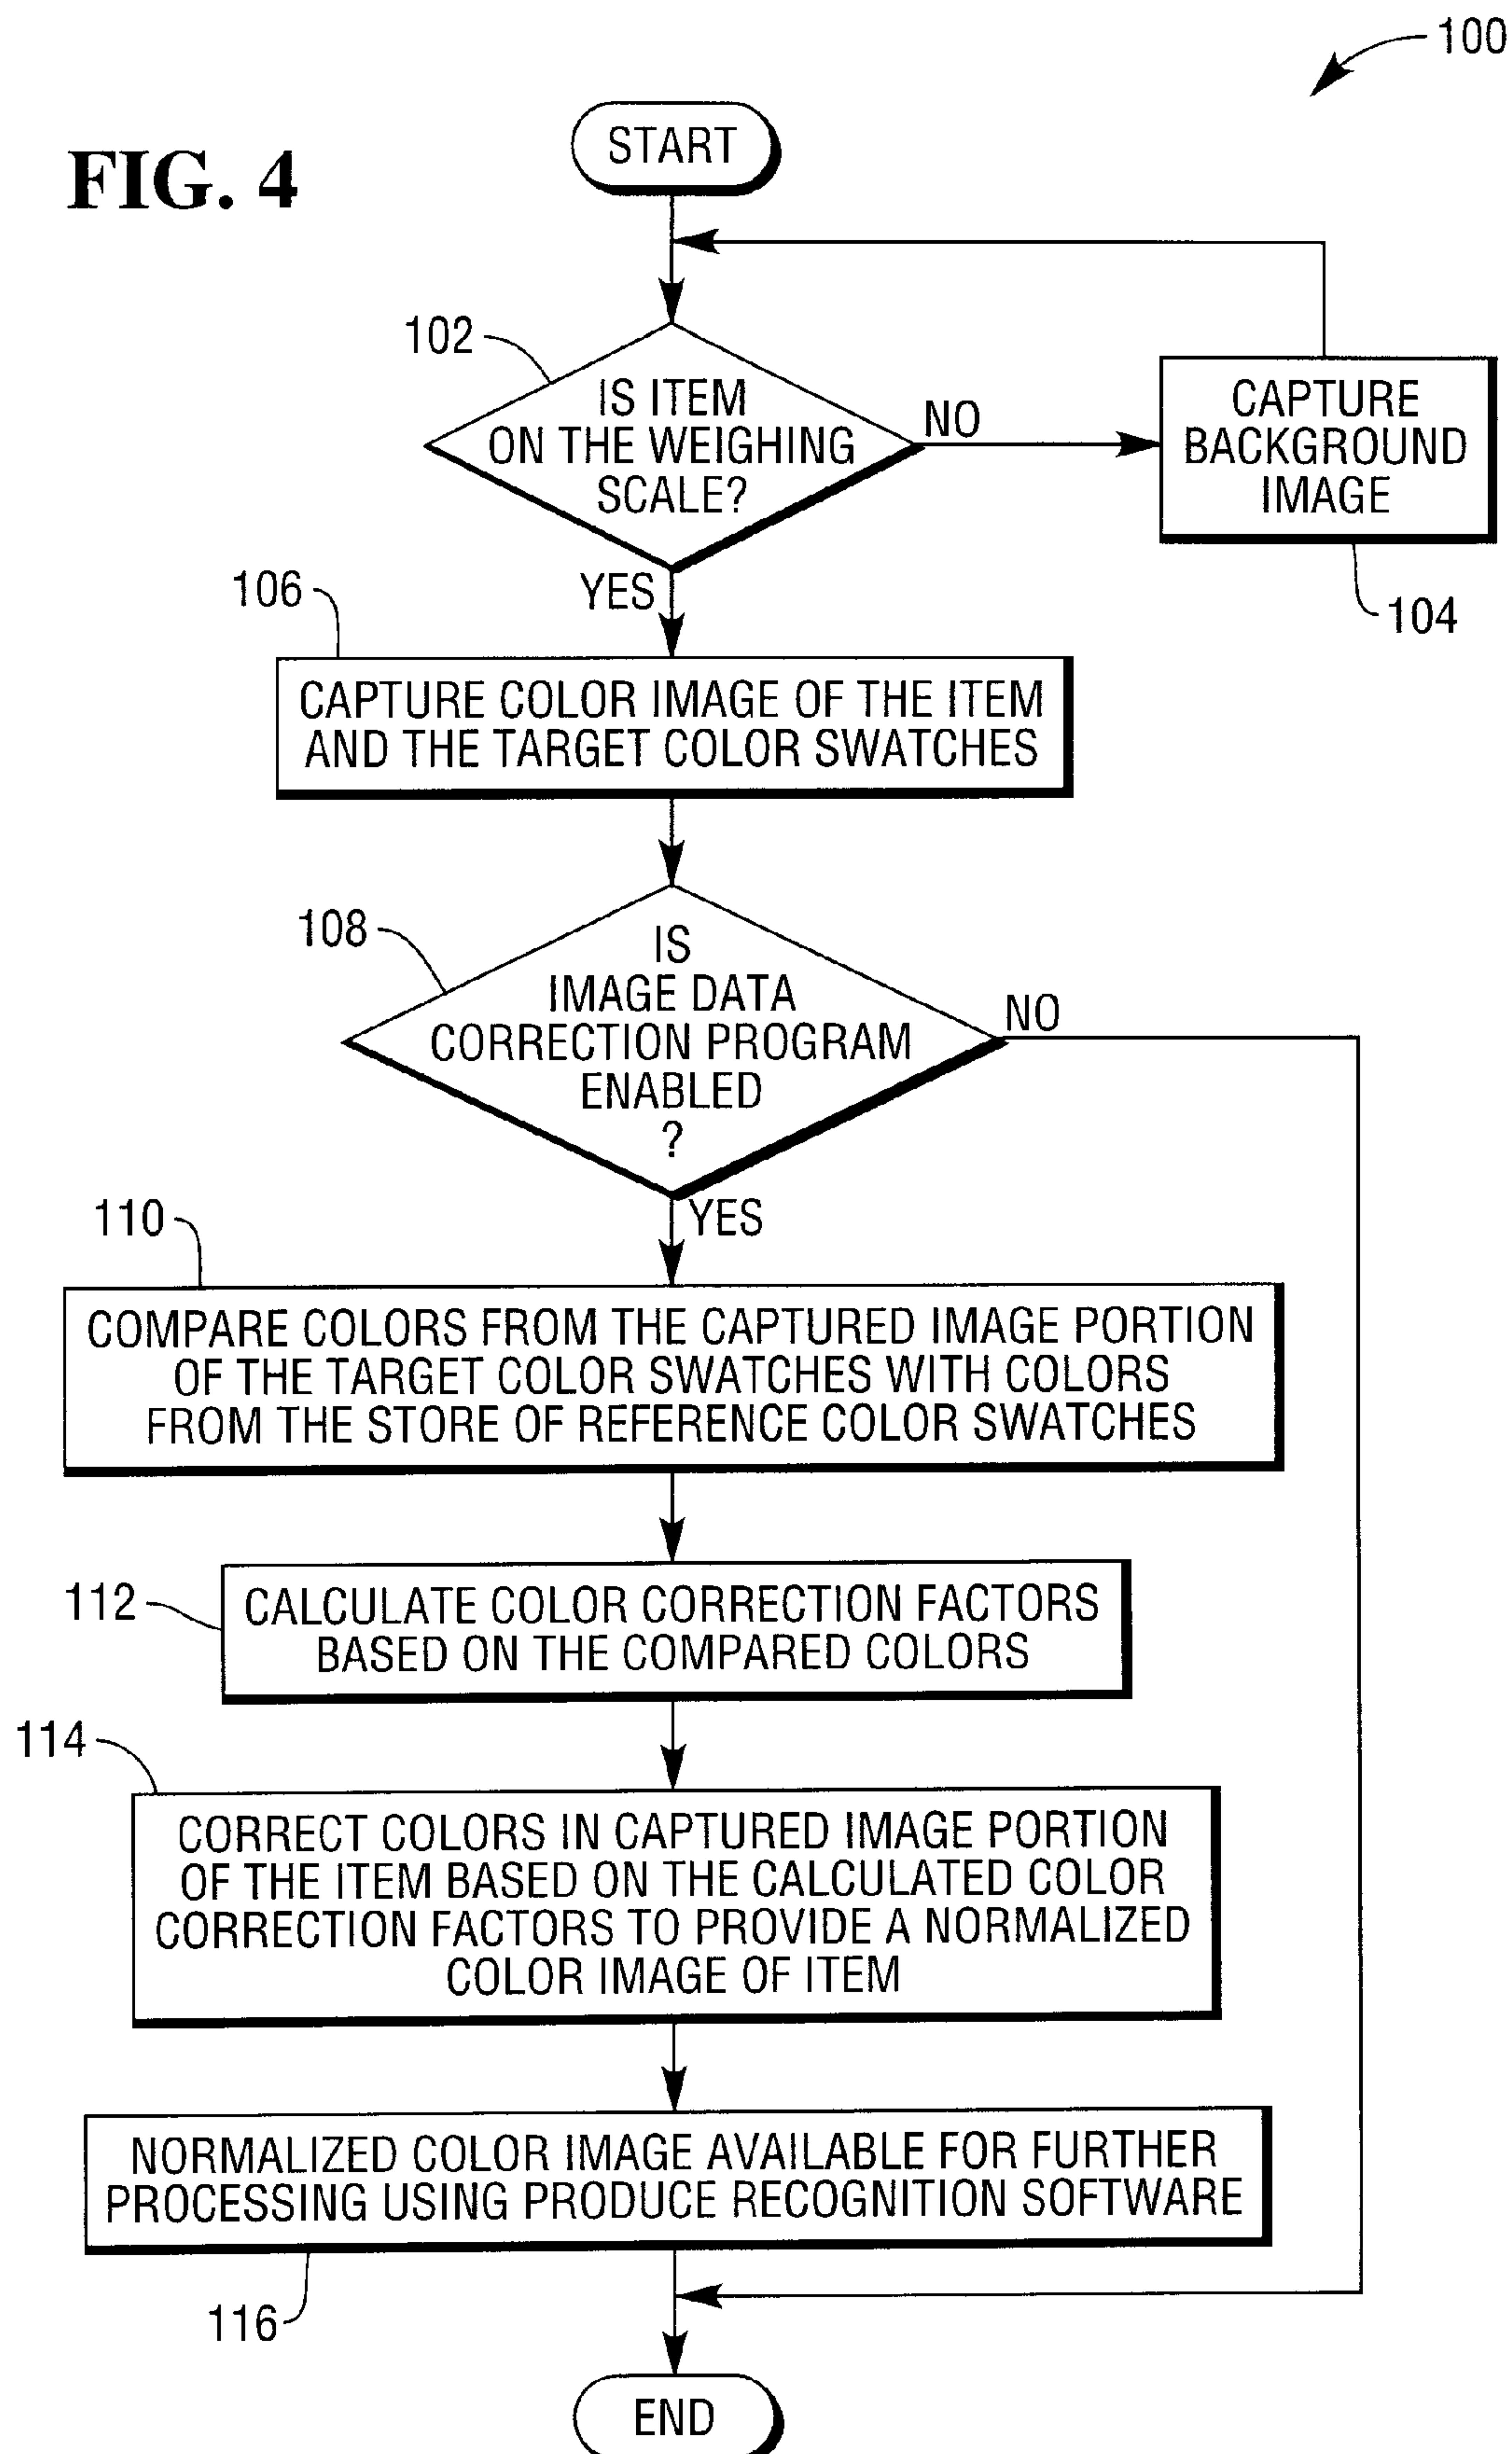 100
FIG. 4
START
102
IS ITEM
ON THE WEIGHING
SCALE?
NO
CAPTURE
BACKGROUND
IMAGE
104
YES
106
CAPTURE COLOR IMAGE OF THE ITEM
AND THE TARGET COLOR SWATCHES
108
IS
IMAGE DATA
CORRECTION PROGRAM
ENABLED
?
NO
YES
110
COMPARE COLORS FROM THE CAPTURED IMAGE PORTION
OF THE TARGET COLOR SWATCHES WITH COLORS
FROM THE STORE OF REFERENCE COLOR SWATCHES
112
CALCULATE COLOR CORRECTION FACTORS
BASED ON THE COMPARED COLORS
114
CORRECT COLORS IN CAPTURED IMAGE PORTION
OF THE ITEM BASED ON THE CALCULATED COLOR
CORRECTION FACTORS TO PROVIDE A NORMALIZED
COLOR IMAGE OF ITEM
NORMALIZED COLOR IMAGE AVAILABLE FOR FURTHER
PROCESSING USING PRODUCE RECOGNITION SOFTWARE
116
END